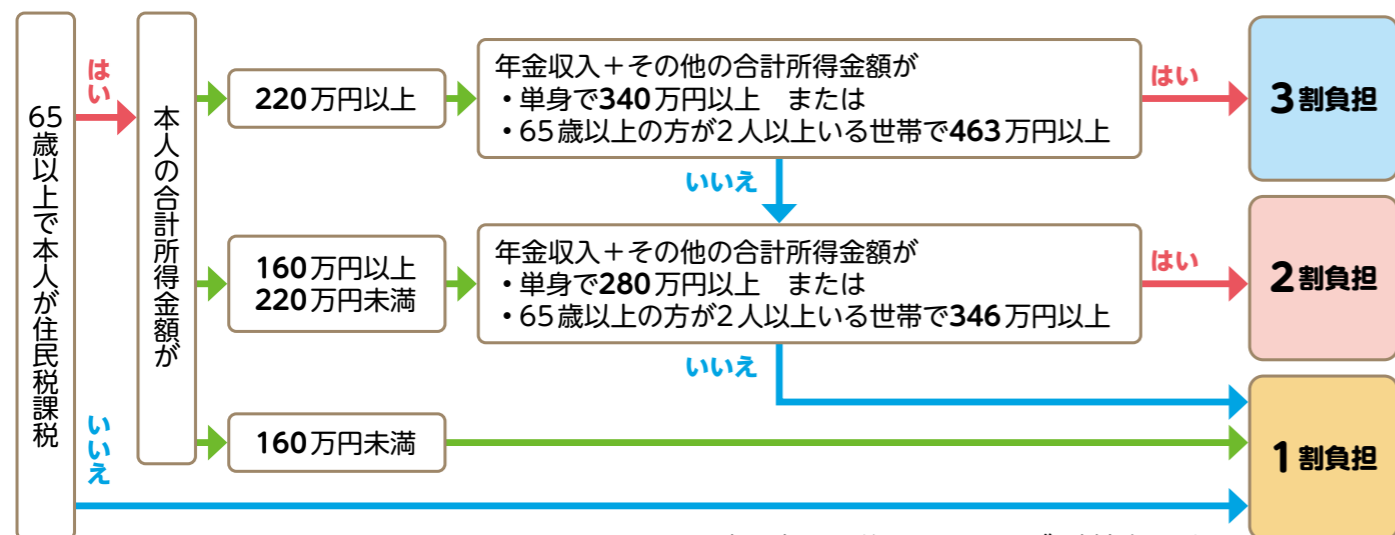 65歳以上で本人が住民税課税
はい
いいえ
本人の合計所得金額が
220万円以上
年金収入＋その他の合計所得金額が
・単身で340万円以上　または
・65歳以上の方が2人以上いる世帯で463万円以上
はい
3割負担
いいえ
160万円以上
220万円未満
年金収入＋その他の合計所得金額が
・単身で280万円以上　または
・65歳以上の方が2人以上いる世帯で346万円以上
はい
2割負担
いいえ
160万円未満
1割負担